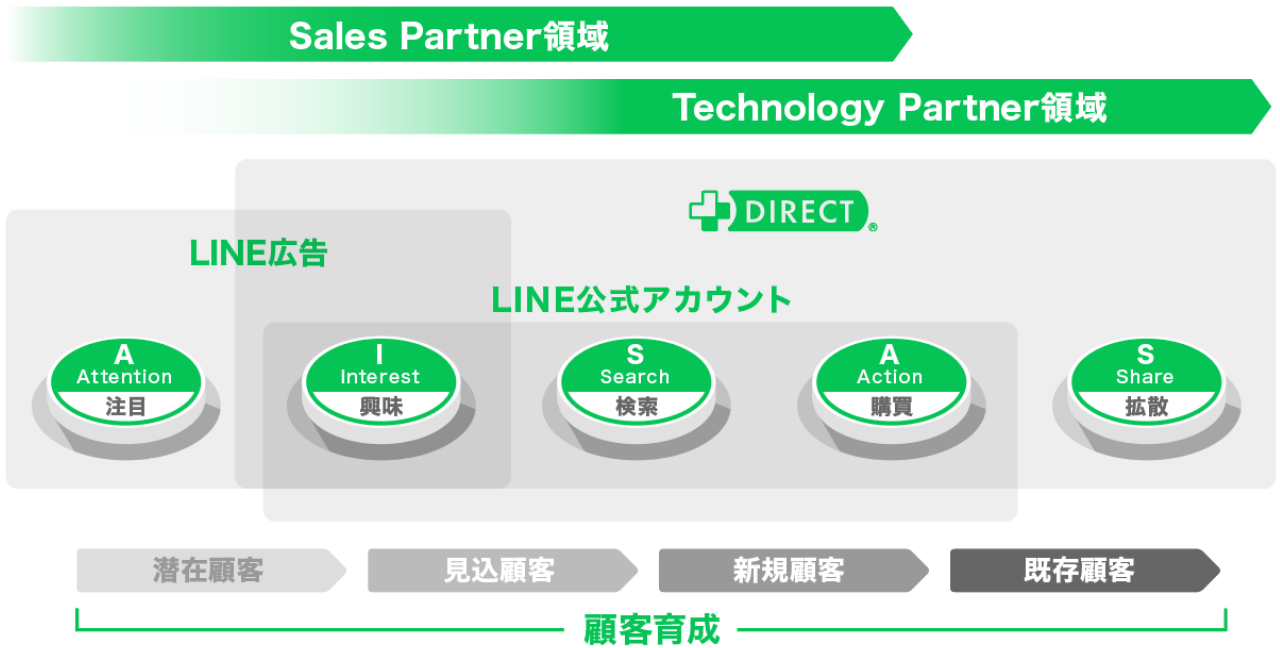 Sales Partner領域
Technology Partner領域
DIRECT®
LINE広告
LINE公式アカウント
A
Attention
注目
I
Interest
興味
S
Search
検索
A
Action
購買
S
Share
拡散
潜在顧客
見込顧客
新規顧客
既存顧客
顧客育成